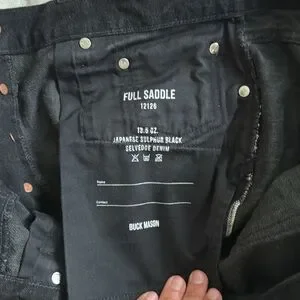 FULL SADDLE
12126
13.5 OZ.
JAPANESE SULPHUR BLACK
SELVEDGE DENIM
Name
Contact
BUCK MASON